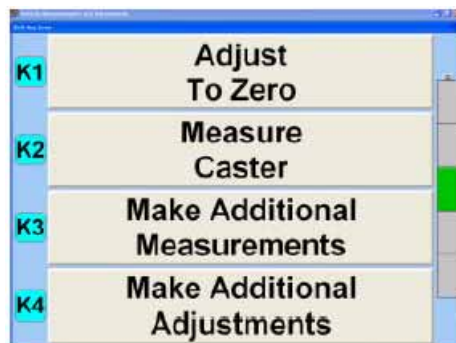 K1
Adjust
To Zero
K2
Measure
Caster
K3
Make Additional
Measurements
K4
Make Additional
Adjustments